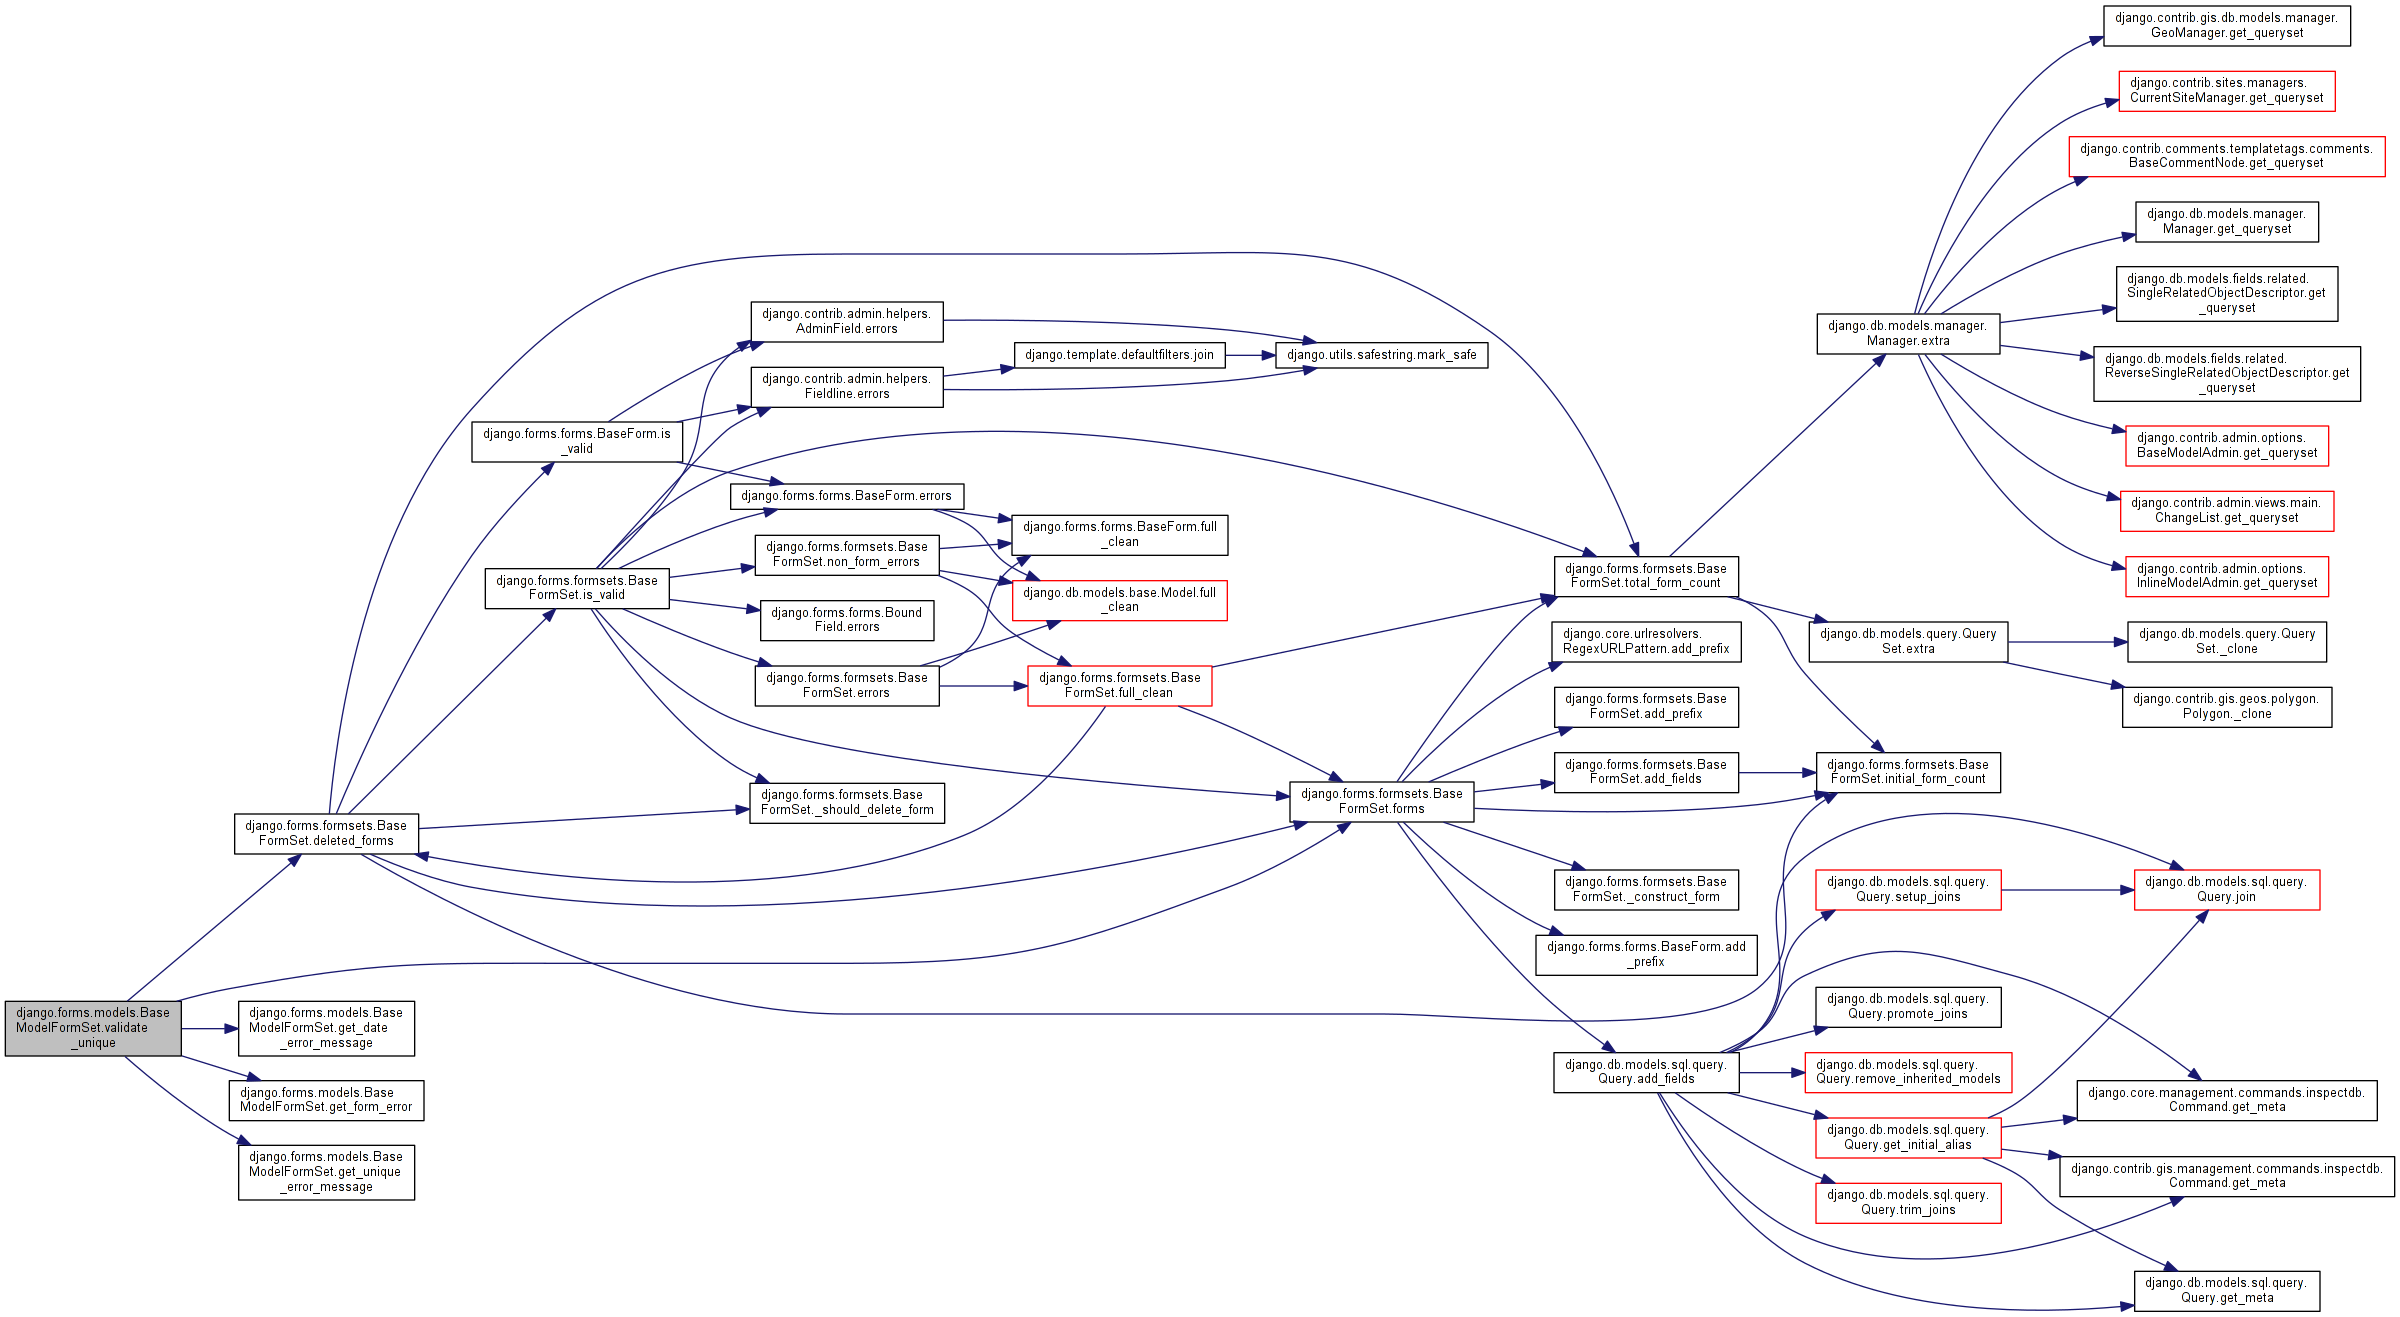 django.forms.models.Base
ModelFormSet.validate
_unique
django.forms.formsets.Base
FormSet.deleted_forms
django.forms.models.Base
ModelFormSet.get_date
_error_message
django.forms.models.Base
ModelFormSet.get_form_error
django.forms.models.Base
ModelFormSet.get_unique
_error_message
django.forms.forms.BaseForm.is
_valid
django.forms.formsets.Base
FormSet.is_valid
django.contrib.admin.helpers.
AdminField.errors
django.contrib.admin.helpers.
Fieldline.errors
django.forms.forms.BaseForm.errors
django.forms.formsets.Base
FormSet.non_form_errors
django.forms.forms.Bound
Field.errors
django.forms.formsets.Base
FormSet.errors
django.forms.formsets.Base
FormSet._should_delete_form
django.template.defaultfilters.join
django.forms.forms.BaseForm.full
_clean
django.db.models.base.Model.full
_clean
django.forms.formsets.Base
FormSet.full_clean
django.utils.safestring.mark_safe
django.forms.formsets.Base
FormSet.forms
django.forms.formsets.Base
FormSet.total_form_count
django.core.urlresolvers.
RegexURLPattern.add_prefix
django.forms.formsets.Base
FormSet.add_prefix
django.forms.formsets.Base
FormSet.add_fields
django.forms.formsets.Base
FormSet._construct_form
django.forms.forms.BaseForm.add
_prefix
django.db.models.sql.query.
Query.add_fields
django.db.models.manager.
Manager.extra
django.db.models.query.Query
Set.extra
django.forms.formsets.Base
FormSet.initial_form_count
django.db.models.sql.query.
Query.setup_joins
django.db.models.sql.query.
Query.promote_joins
django.db.models.sql.query.
Query.remove_inherited_models
django.db.models.sql.query.
Query.get_initial_alias
django.db.models.sql.query.
Query.trim_joins
django.contrib.gis.db.models.manager.
GeoManager.get_queryset
django.contrib.sites.managers.
CurrentSiteManager.get_queryset
django.contrib.comments.templatetags.comments.
BaseCommentNode.get_queryset
django.db.models.manager.
Manager.get_queryset
django.db.models.fields.related.
SingleRelatedObjectDescriptor.get
_queryset
django.db.models.fields.related.
ReverseSingleRelatedObjectDescriptor.get
_queryset
django.contrib.admin.options.
BaseModelAdmin.get_queryset
django.contrib.admin.views.main.
ChangeList.get_queryset
django.contrib.admin.options.
InlineModelAdmin.get_queryset
django.db.models.query.Query
Set._clone
django.contrib.gis.geos.polygon.
Polygon._clone
django.db.models.sql.query.
Query.join
django.core.management.commands.inspectdb.
Command.get_meta
django.contrib.gis.management.commands.inspectdb.
Command.get_meta
django.db.models.sql.query.
Query.get_meta